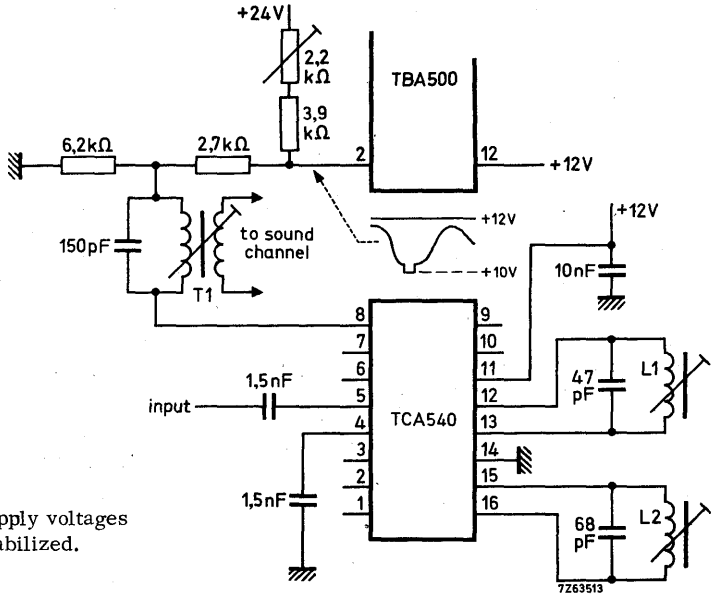 +24V
2,2
kΩ
3,9
kΩ
TBA500
6,2kΩ
2,7kΩ
2
12
+12V
150pF
T1
to sound
channel
+12V
+10V
+12V
10nF
8
7
6
5
4
3
2
1
TCA540
9
10
11
12
13
14
15
16
input
1,5nF
1,5nF
47
pF
L1
68
pF
L2
pply voltages
abilized.
7Z63513